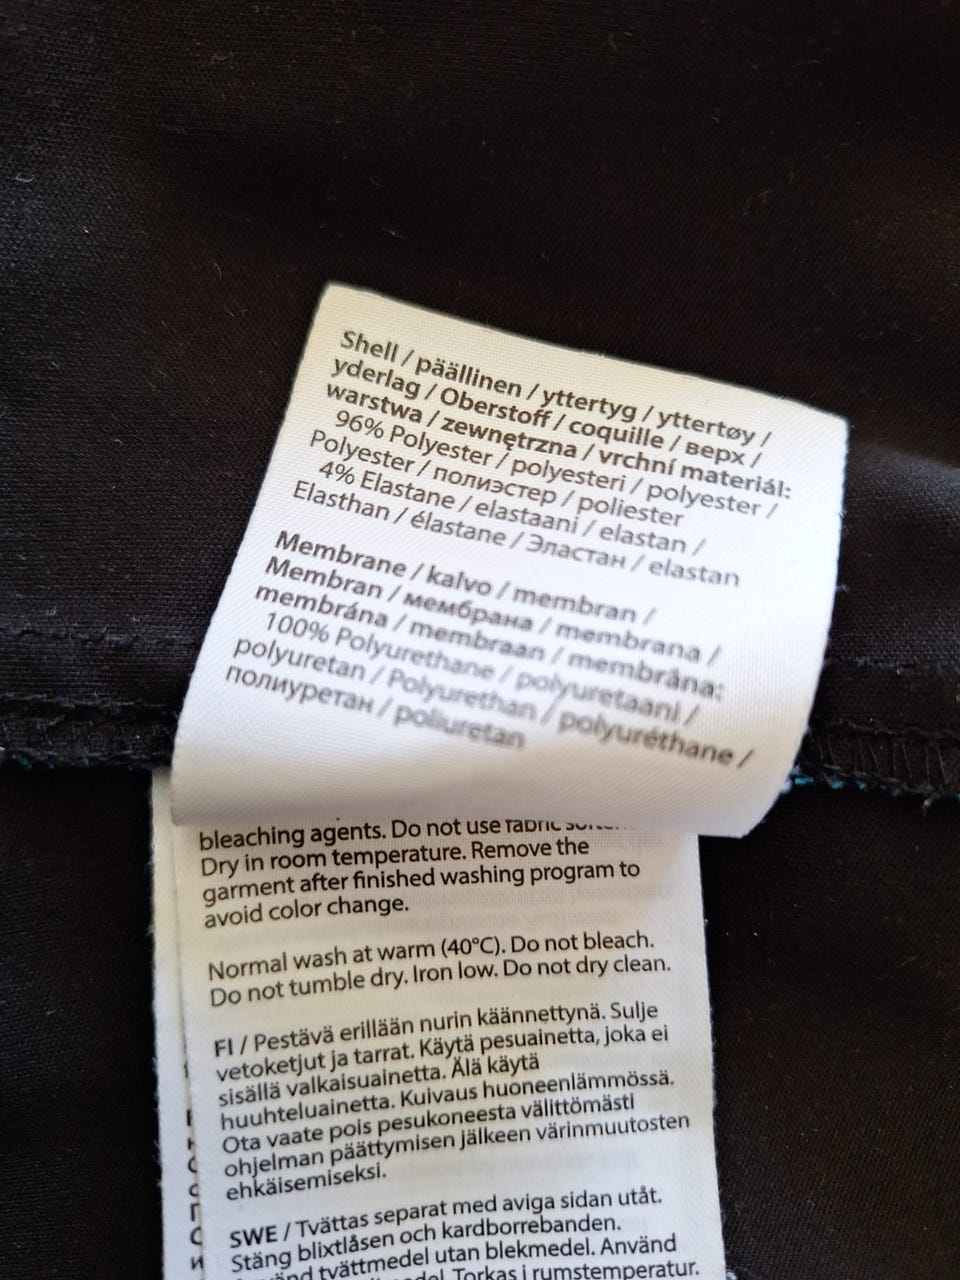 Shell / päällinen / yttertyg / yttertøy /
yderlag / Oberstoff / coquille / верх /
warstwa / zewnętrzna / vrchní materiál:
96% Polyester / polyesteri / polyester /
Polyester / полиэстер / poliester
4% Elastane / elastaani / elastan /
Elasthan / élastane / Эластан / elastan
Membrane / kalvo / membran /
Membran / мембрана / membrana /
membrána / membraan / membrâna:
100% Polyurethane / polyuretaani /
polyuretan / Polyurethan / polyuréthane /
полиуретан / poliuretan
bleaching agents. Do not use fabric
Dry in room temperature. Remove the
garment after finished washing program to
avoid color change.
Normal wash at warm (40°C). Do not bleach.
Do not tumble dry. Iron low. Do not dry clean.
FI / Pestävä erillään nurin käännettynä. Sulje
vetoketjut ja tarrat. Käytä pesuainetta, joka ei
sisällä valkaisuainetta. Älä käytä
huuhteluainetta. Kuivaus huoneenlämmössä.
Ota vaate pois pesukoneesta välittömästi
ohjelman päättymisen jälkeen värinmuutosten
ehkäisemiseksi.
SWE / Tvättas separat med aviga sidan utåt.
Stäng blixtlåsen och kardborrebanden.
Använd tvättmedel utan blekmedel. Använd
Torkas i rumstemperatur.